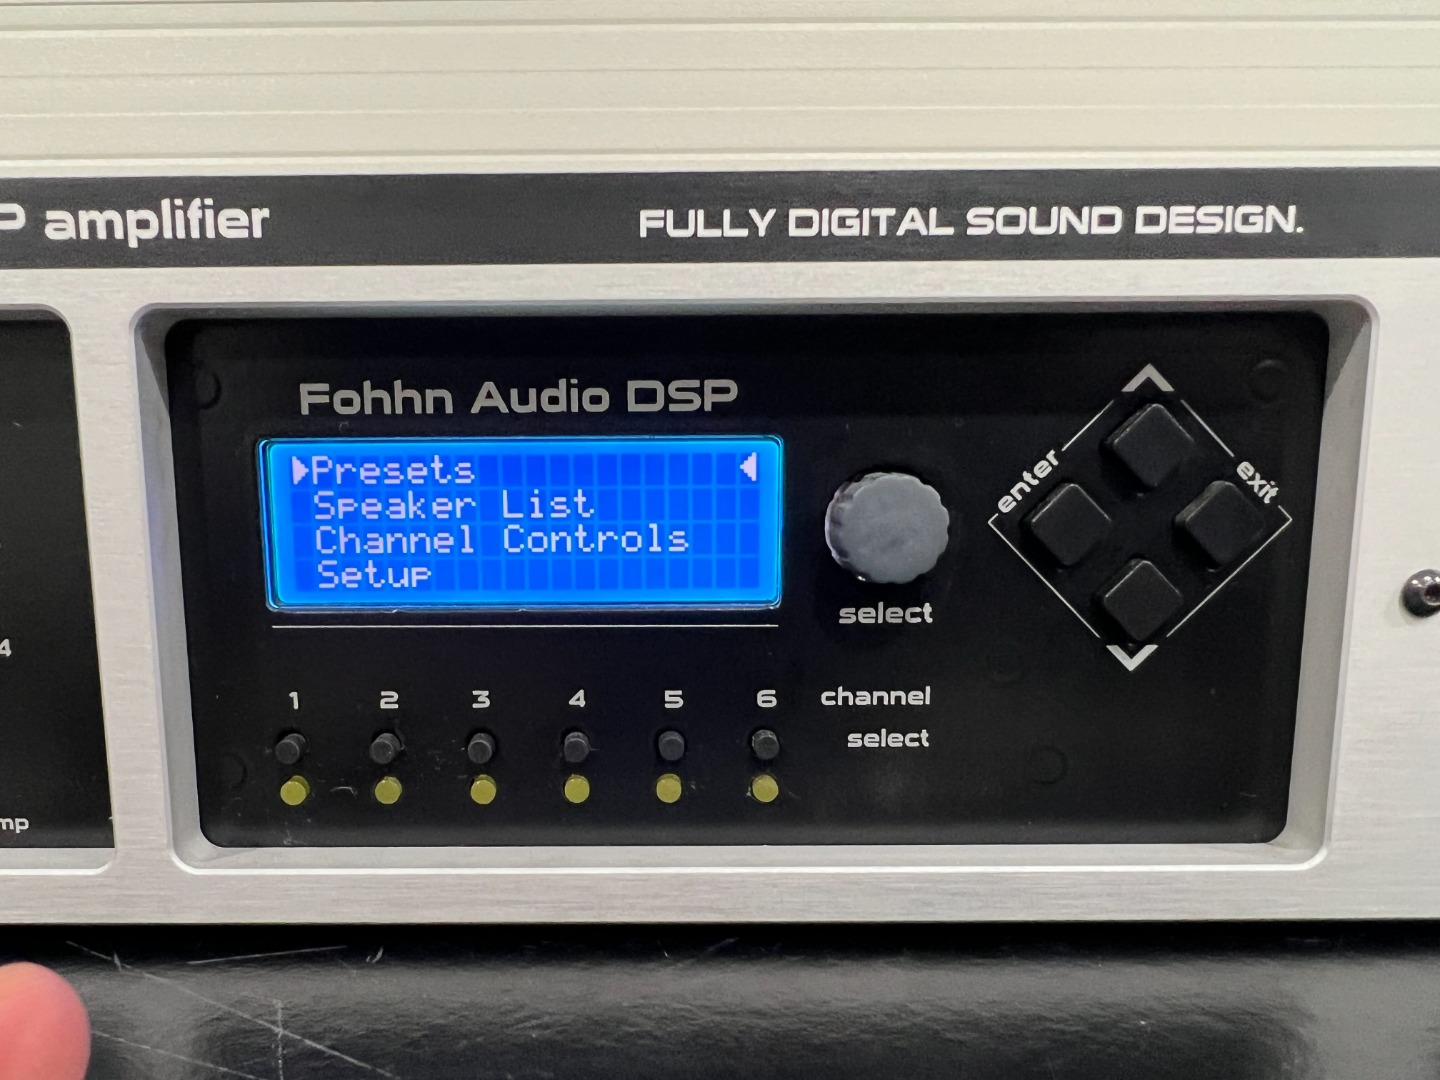 P amplifier
FULLY DIGITAL SOUND DESIGN.
Fohhn Audio DSP
Presets
Speaker List
Channel Controls
Setup
select
enter
exit
1 2 3 4 5 6 channel
select
4
mp